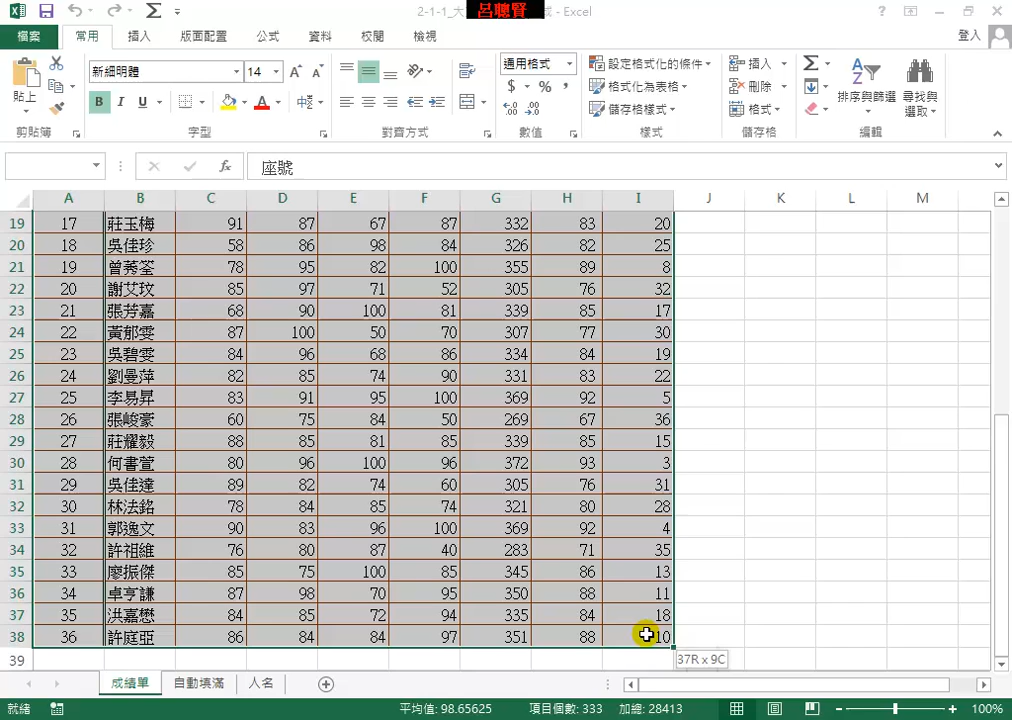 2-1-1_大 呂聰賢 成 - Excel
檔案 常用 插入 版面配置 公式 資料 校閱 檢視 登入
貼上 新細明體 14 通用格式 設定格式化的條件 插入
B I U 中 $ % , 格式化為表格 刪除 排序與篩選 尋找與
儲存格樣式 格式 選取
剪貼簿 字型 對齊方式 數值 樣式 儲存格 編輯
fx 座號
A B C D E F G H I J K L M
19 17 莊玉梅 91 87 67 87 332 83 20
20 18 吳佳珍 58 86 98 84 326 82 25
21 19 曾莠筌 78 95 82 100 355 89 8
22 20 謝艾玟 85 97 71 52 305 76 32
23 21 張芳嘉 68 90 100 81 339 85 17
24 22 黃郁雯 87 100 50 70 307 77 30
25 23 吳碧雯 84 96 68 86 334 84 19
26 24 劉曼萍 82 85 74 90 331 83 22
27 25 李易昇 83 91 95 100 369 92 5
28 26 張峻豪 60 75 84 50 269 67 36
29 27 莊耀毅 88 85 81 85 339 85 15
30 28 何書萱 80 96 100 96 372 93 3
31 29 吳佳達 89 82 74 60 305 76 31
32 30 林法銘 78 84 85 74 321 80 28
33 31 郭逸文 90 83 96 100 369 92 4
34 32 許祖維 76 80 87 40 283 71 35
35 33 廖振傑 85 75 100 85 345 86 13
36 34 卓亨謙 87 98 70 95 350 88 11
37 35 洪嘉懋 84 85 72 94 335 84 18
38 36 許庭亞 86 84 84 97 351 88 10
39
37R x 9C
成績單 自動填滿 人名
就緒 平均值: 98.65625 項目個數: 333 加總: 28413 100%